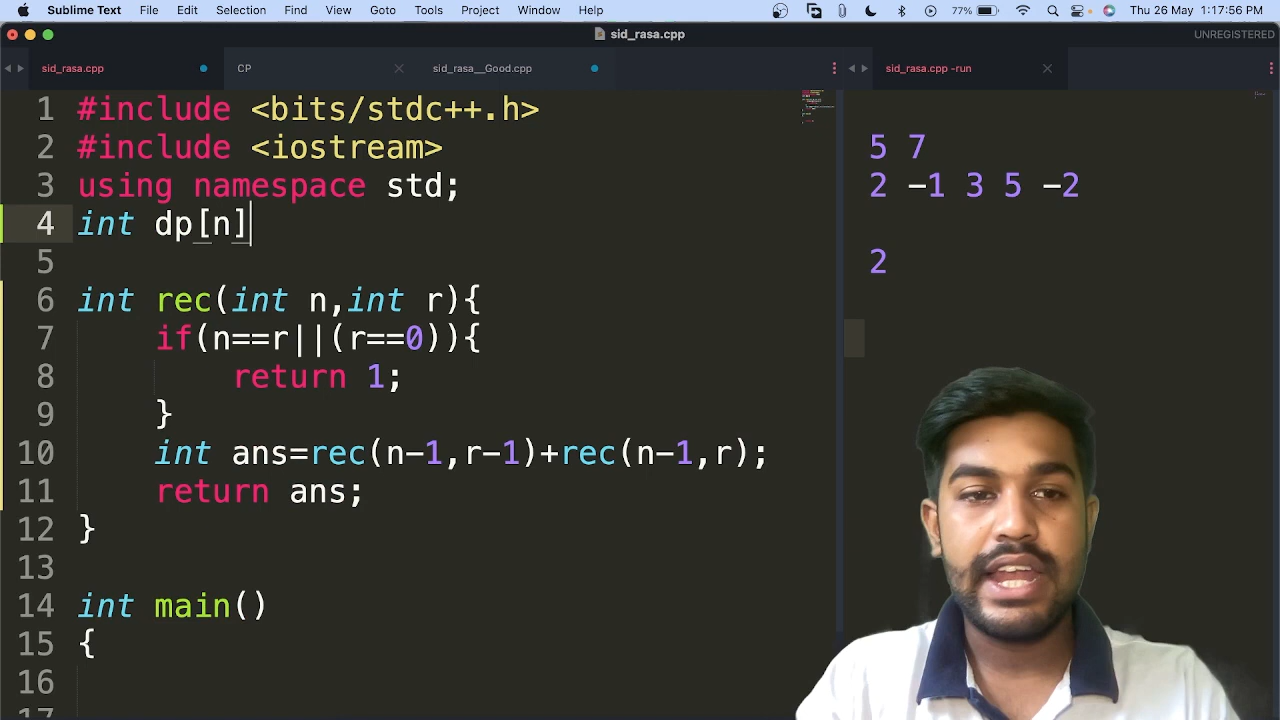 Sublime Text File Edit Selection Find View Goto Tools Project Window Help 77% Thu 26 May 1:17:56 PM
sid_rasa.cpp UNREGISTERED
sid_rasa.cpp CP sid_rasa__Good.cpp sid_rasa.cpp -run
1 #include <bits/stdc++.h>
2 #include <iostream>
3 using namespace std;
4 int dp[n]
5
6 int rec(int n,int r){
7 if(n==r||(r==0)){
8 return 1;
9 }
10 int ans=rec(n-1,r-1)+rec(n-1,r);
11 return ans;
12 }
13
14 int main()
15 {
16
17
5 7
2 -1 3 5 -2
2